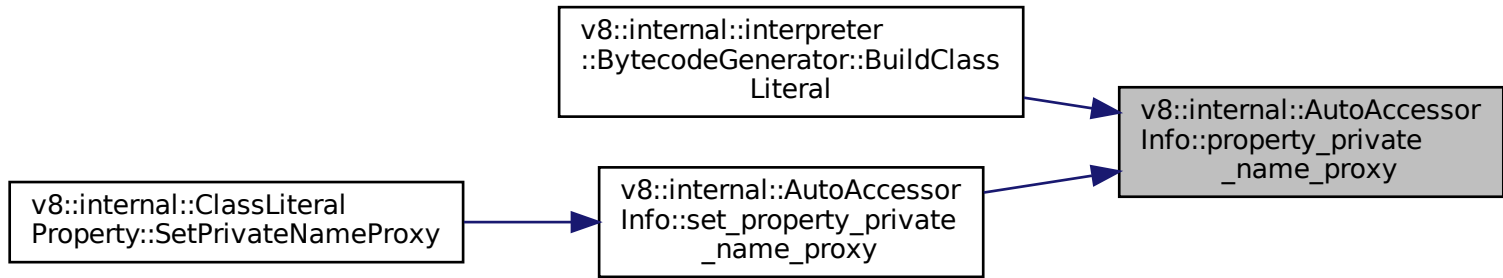 v8::internal::interpreter
::BytecodeGenerator::BuildClass
Literal
v8::internal::AutoAccessor
Info::property_private
_name_proxy
v8::internal::AutoAccessor
Info::set_property_private
_name_proxy
v8::internal::ClassLiteral
Property::SetPrivateNameProxy